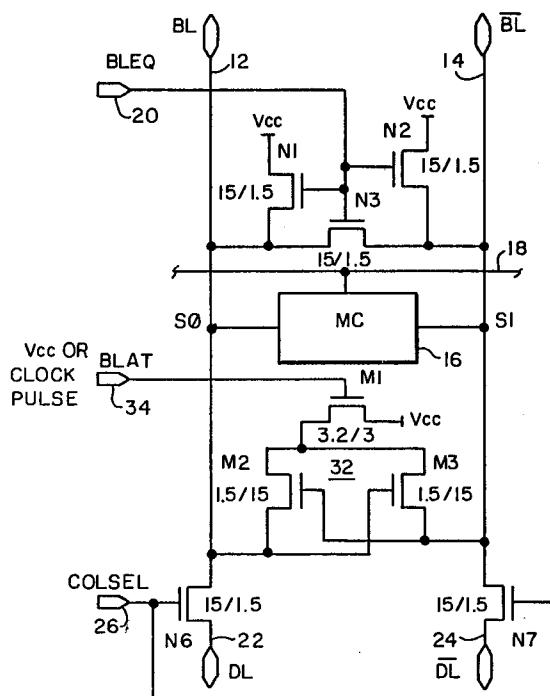 BL
B̅L̅
12
14
BLEQ
20
Vcc
Vcc
N1
N2
15/1.5
15/1.5
N3
15/1.5
18
SØ
MC
S1
16
Vcc OR
CLOCK
PULSE
BLAT
34
M1
3.2/3
Vcc
M2
32
M3
1.5/15
1.5/15
COLSEL
26
15/1.5
15/1.5
N6
22
24
N7
DL
D̅L̅